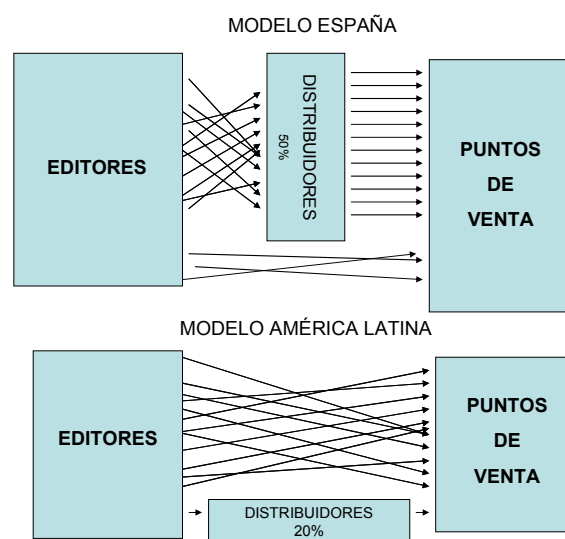 MODELO ESPAÑA
EDITORES
DISTRIBUIDORES
50%
PUNTOS
DE
VENTA
MODELO AMÉRICA LATINA
EDITORES
PUNTOS
DE
VENTA
DISTRIBUIDORES
20%